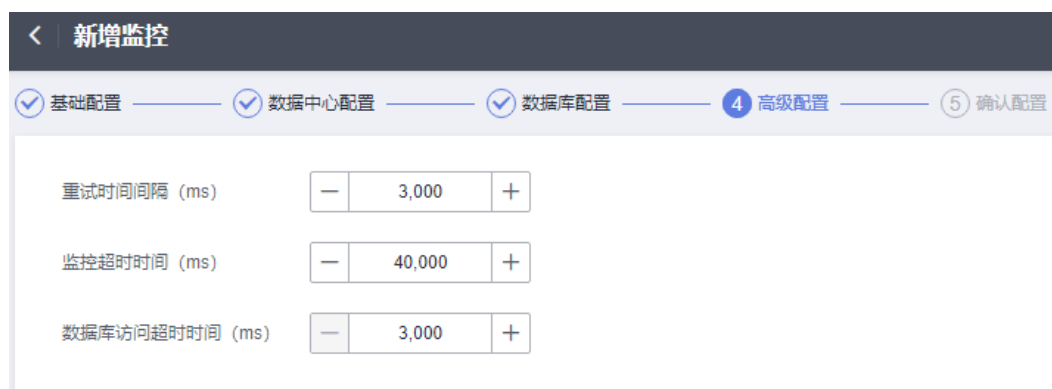 新增监控
基础配置 数据中心配置 数据库配置 4 高级配置 5 确认配置
重试时间间隔 (ms) 3,000
监控超时时间 (ms) 40,000
数据库访问超时时间 (ms) 3,000